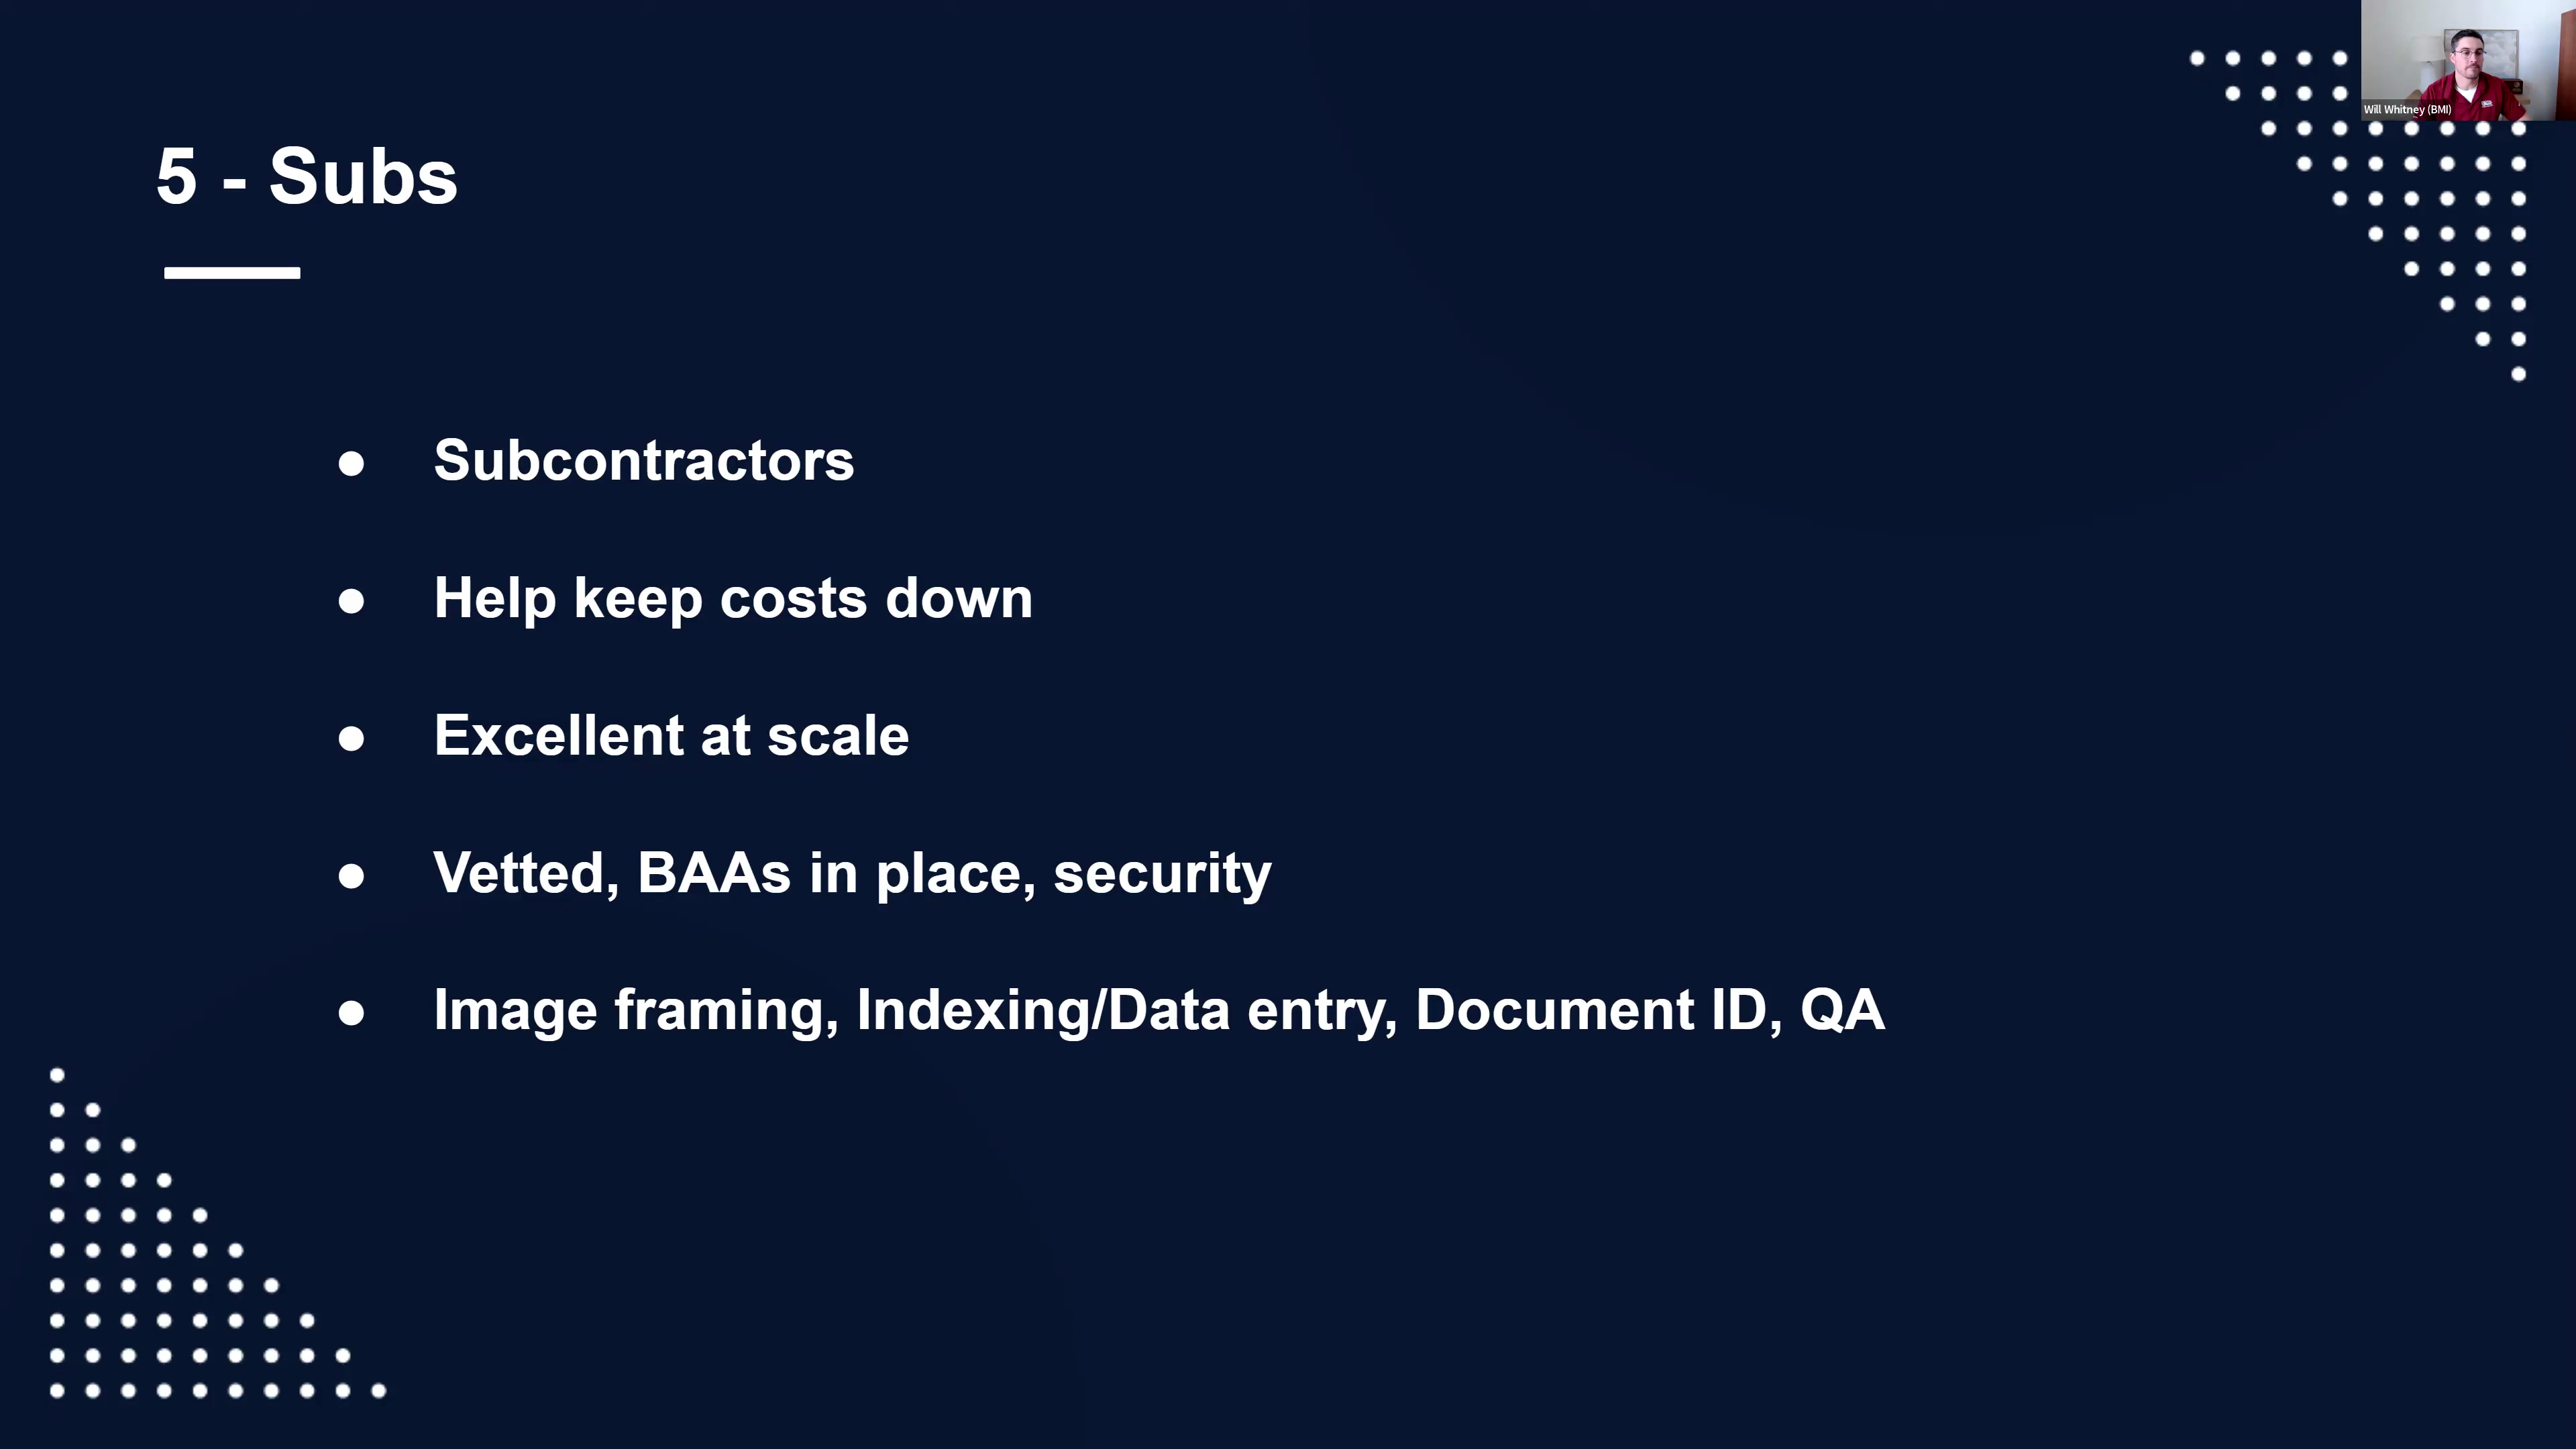 Will Whitney (BMI)
5 - Subs
● Subcontractors
● Help keep costs down
● Excellent at scale
● Vetted, BAAs in place, security
● Image framing, Indexing/Data entry, Document ID, QA